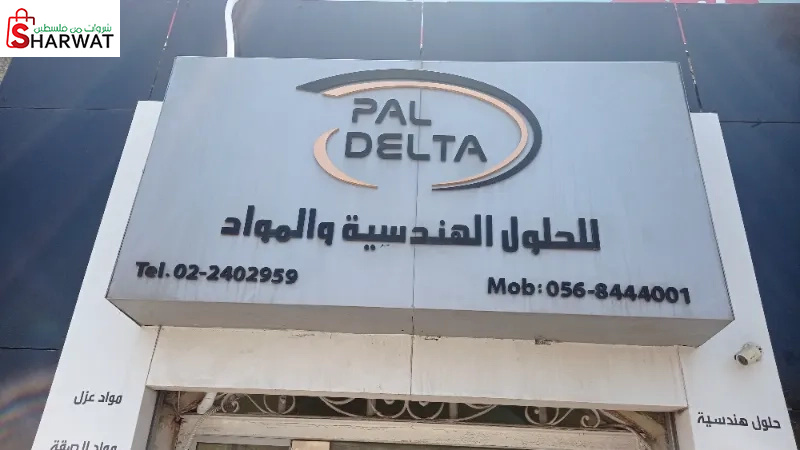 شروات من فلسطين
SHARWAT
PAL
DELTA
للحلول الهندسية والمواد
Tel. 02-2402959
Mob: 056-8444001
مواد عزل
حلول هندسية